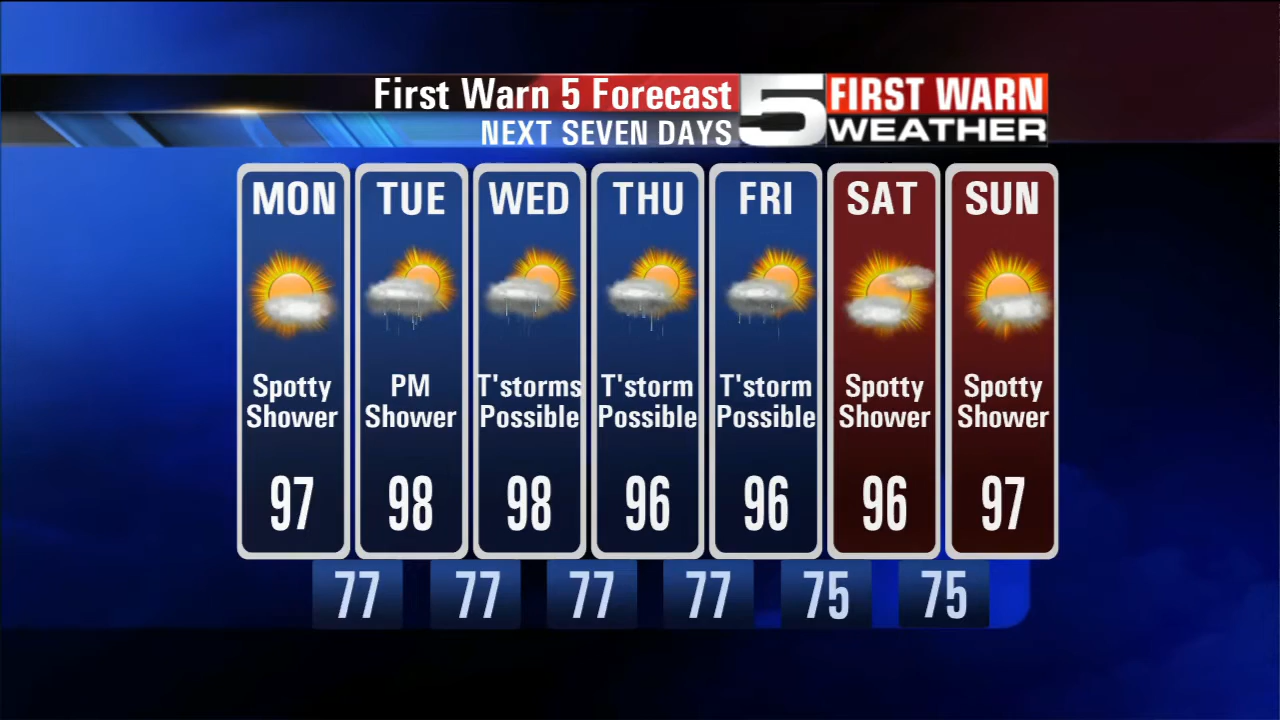 First Warn 5 Forecast
NEXT SEVEN DAYS
5
FIRST WARN
WEATHER
MON
TUE
WED
THU
FRI
SAT
SUN
Spotty
Shower
PM
Shower
T'storms
Possible
T'storm
Possible
T'storm
Possible
Spotty
Shower
Spotty
Shower
97
98
98
96
96
96
97
77
77
77
77
75
75